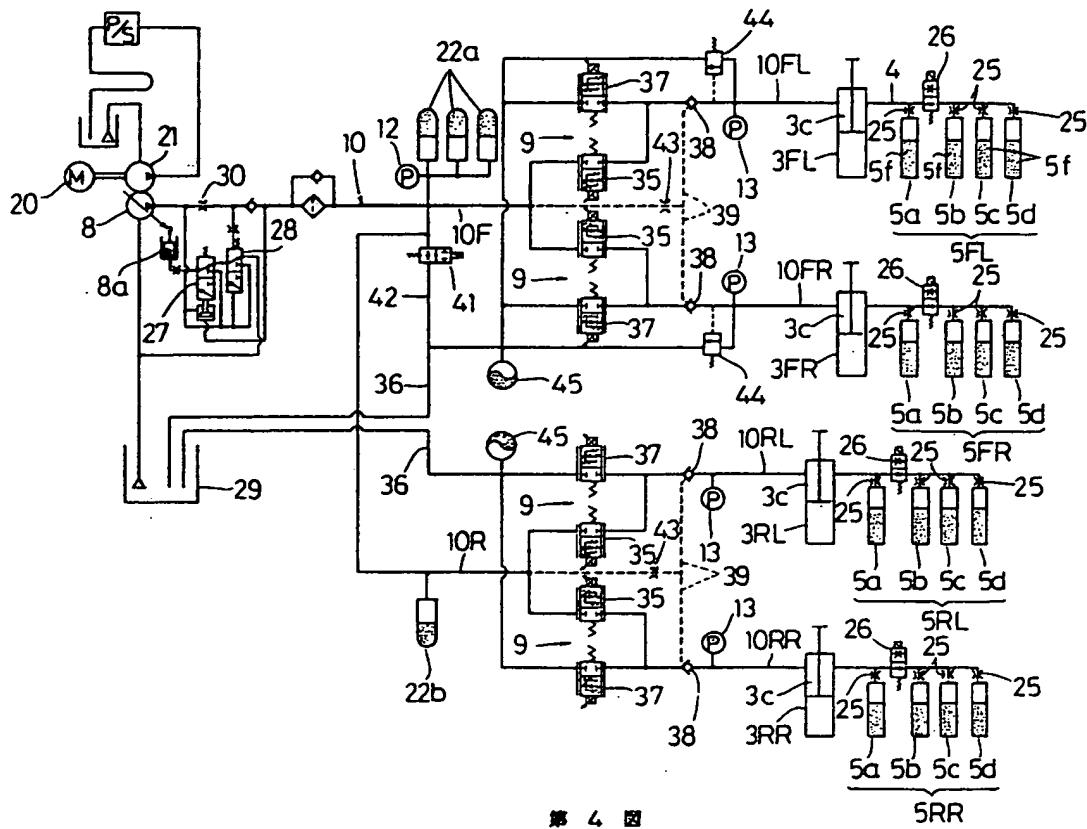 P/S
44
22a
37
10FL
4
26
25
12
9
43
38
13
3c
25
25
21
10
3FL
5f
5f
5f
M
30
P
35
P
39
5a
5b
5c
5d
20
8
28
10F
35
13
5FL
8a
41
9
38
P
10FR
26
25
27
42
37
3c
25
25
44
3FR
36
45
5a
5b
5c
5d
45
37
38
10RL
26
5FR
25
29
36
9
3c
25
25
10R
35
43
P
13
3RL
39
5a
5b
5c
5d
35
13
5RL
9
P
10RR
26
25
22b
37
38
3c
25
25
3RR
5a
5b
5c
5d
5RR
第 4 図